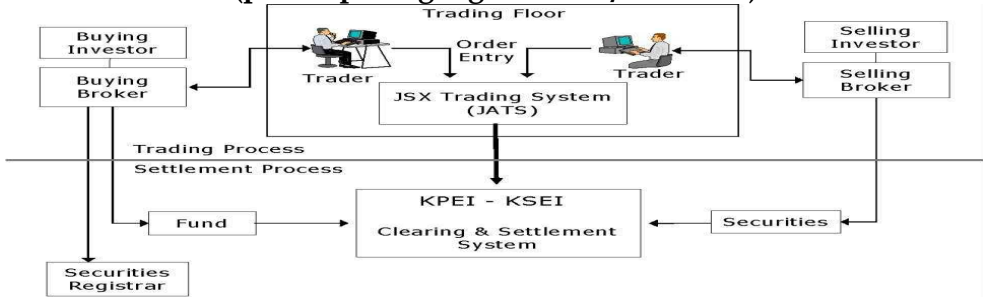 Trading Floor
Buying
Investor
Selling
Investor
Order
Entry
Trader
Trader
Buying
Broker
Selling
Broker
JSX Trading System
(JATS)
Trading Process
Settlement Process
KPEI - KSEI
Clearing & Settlement
System
Fund
Securities
Securities
Registrar